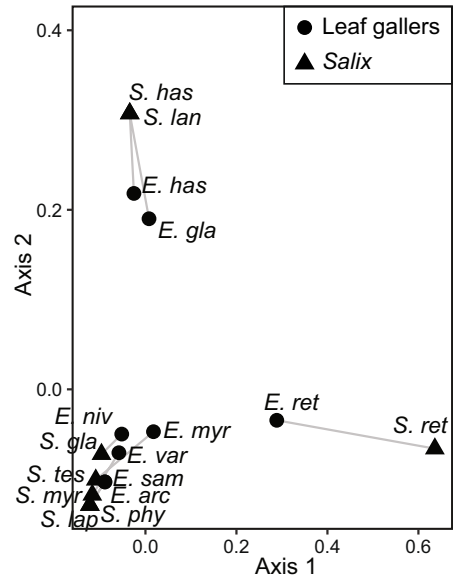 0.4
Leaf gallers
Salix
S. has
S. lan
E. has
0.2
E. gla
Axis 2
0.0
E. ret
E. niv
E. myr
S. ret
S. gla
E. var
S. tes
E. sam
S. myr
E. arc
S. lap
S. phy
0.0
0.2
0.4
0.6
Axis 1